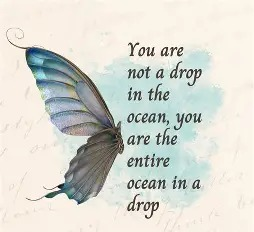 You are
not a drop
in the
ocean, you
are the
entire
ocean in a
drop